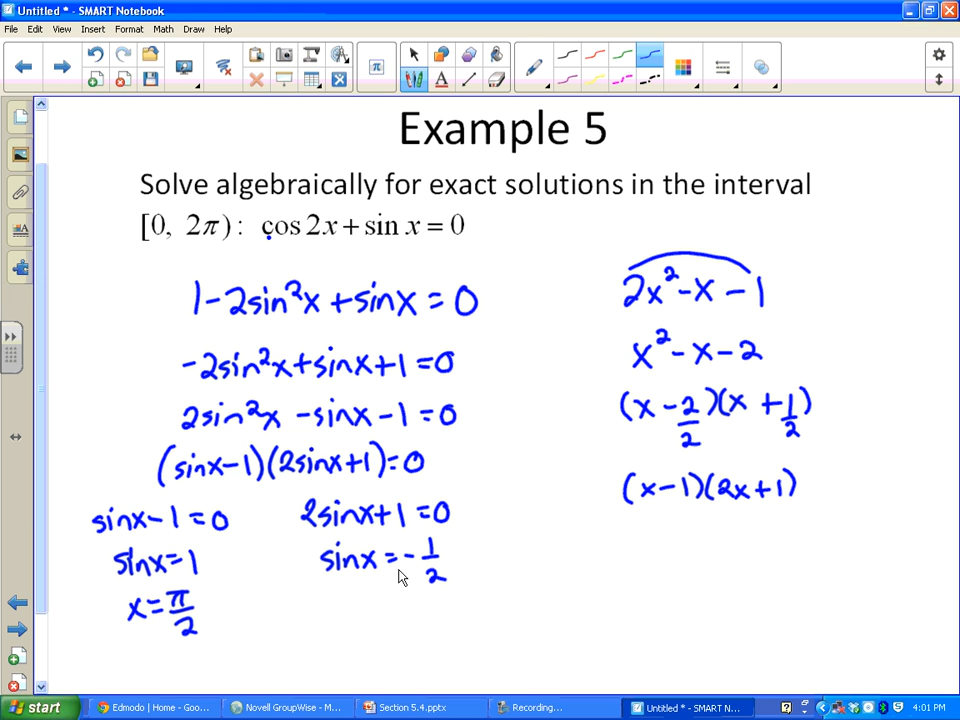 Untitled * - SMART Notebook
File Edit View Insert Format Math Draw Help
Example 5
Solve algebraically for exact solutions in the interval
[0, 2π): cos 2x + sin x = 0
1 - 2sin²x + sinx = 0
-2sin²x + sinx + 1 = 0
2sin²x - sinx - 1 = 0
(sinx - 1)(2sinx + 1) = 0
sinx - 1 = 0
sinx = 1
x = π/2
2sinx + 1 = 0
sinx = -1/2
2x² - x - 1
x² - x - 2
(x - 2/2)(x + 1/2)
(x - 1)(2x + 1)
start Edmodo | Home - Goo... Novell GroupWise - M... Section 5.4.pptx Recording... Untitled * - SMART N... 4:01 PM